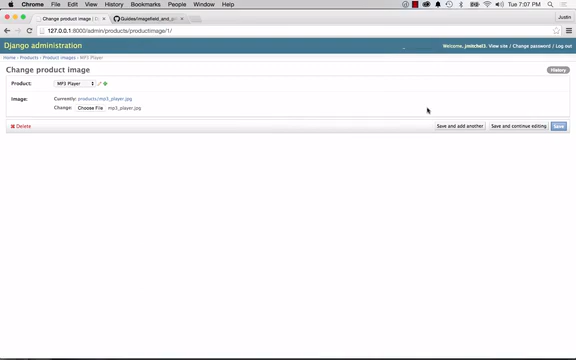 Chrome File Edit View History Bookmarks People Window Help Tue 7:07 PM
Change product image | D
Guides/imagefield_and_p
Justin
127.0.0.1:8000/admin/products/productimage/1/
Django administration
Welcome, jmitchel3. View site / Change password / Log out
Home › Products › Product images › MP3 Player
Change product image
History
Product: MP3 Player
Image: Currently: products/mp3_player.jpg
Change: Choose File mp3_player.jpg
Delete
Save and add another Save and continue editing Save